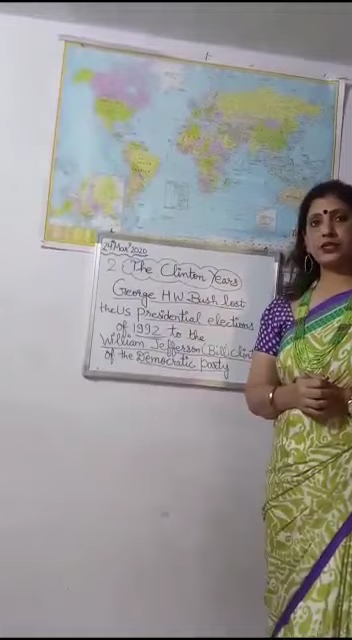 24 Mar 2020
2 The Clinton Years
George H.W. Bush lost
the US Presidential elections
of 1992 to the
William Jefferson (Bill) Clint
of the Democratic party